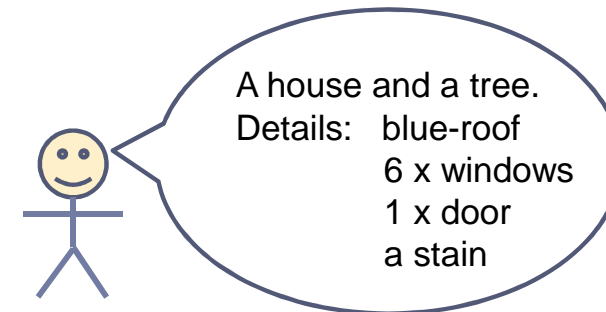 A house and a tree.
Details: blue-roof
6 x windows
1 x door
a stain